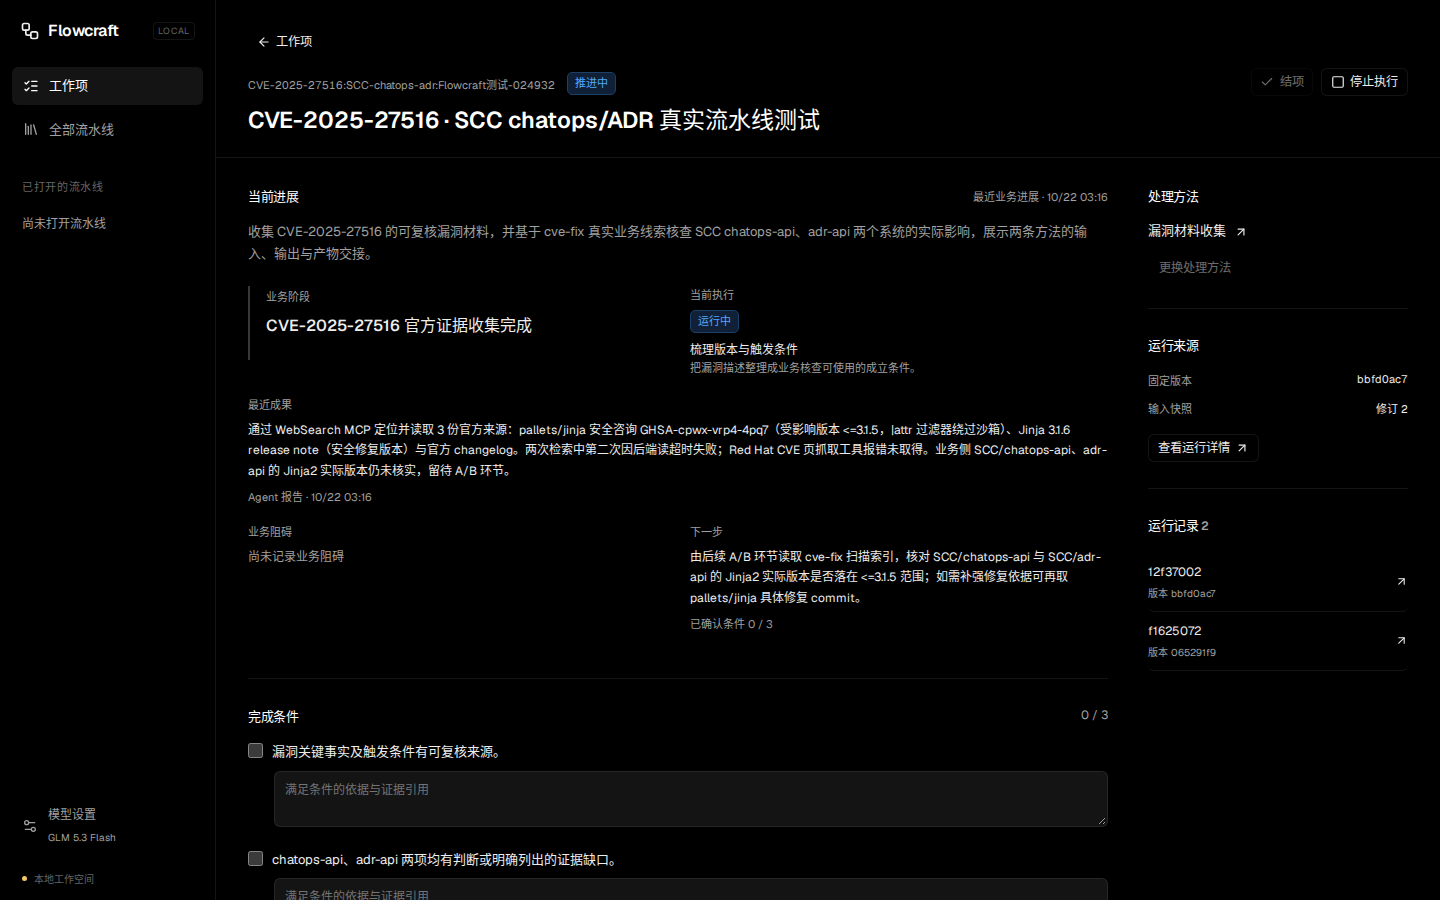 Flowcraft
LOCAL
工作项
全部流水线
已打开的流水线
尚未打开流水线
模型设置
GLM 5.3 Flash
本地工作空间
工作项
CVE-2025-27516:SCC-chatops-adr:Flowcraft测试-024932
推进中
结项
停止执行
CVE-2025-27516 · SCC chatops/ADR 真实流水线测试
当前进展
最近业务进展 · 10/22 03:16
收集 CVE-2025-27516 的可复核漏洞材料，并基于 cve-fix 真实业务线索核查 SCC chatops-api、adr-api 两个系统的实际影响，展示两条方法的输
入、输出与产物交接。
业务阶段
CVE-2025-27516 官方证据收集完成
当前执行
运行中
梳理版本与触发条件
把漏洞描述整理成业务核查可使用的成立条件。
最近成果
通过 WebSearch MCP 定位并读取 3 份官方来源：pallets/jinja 安全咨询 GHSA-cpwx-vrp4-4pq7（受影响版本 <=3.1.5，|attr 过滤器绕过沙箱）、Jinja 3.1.6
release note（安全修复版本）与官方 changelog。两次检索中第二次因后端读超时失败；Red Hat CVE 页抓取工具报错未取得。业务侧 SCC/chatops-api、adr-
api 的 Jinja2 实际版本仍未核实，留待 A/B 环节。
Agent 报告 · 10/22 03:16
业务阻碍
尚未记录业务阻碍
下一步
由后续 A/B 环节读取 cve-fix 扫描索引，核对 SCC/chatops-api 与 SCC/adr-
api 的 Jinja2 实际版本是否落在 <=3.1.5 范围；如需补强修复依据可再取
pallets/jinja 具体修复 commit。
已确认条件 0 / 3
完成条件
0 / 3
漏洞关键事实及触发条件有可复核来源。
满足条件的依据与证据引用
chatops-api、adr-api 两项均有判断或明确列出的证据缺口。
满足条件的依据与证据引用
处理方法
漏洞材料收集
更换处理方法
运行来源
固定版本
bbfd0ac7
输入快照
修订 2
查看运行详情
运行记录 2
12f37002
版本 bbfd0ac7
f1625072
版本 065291f9